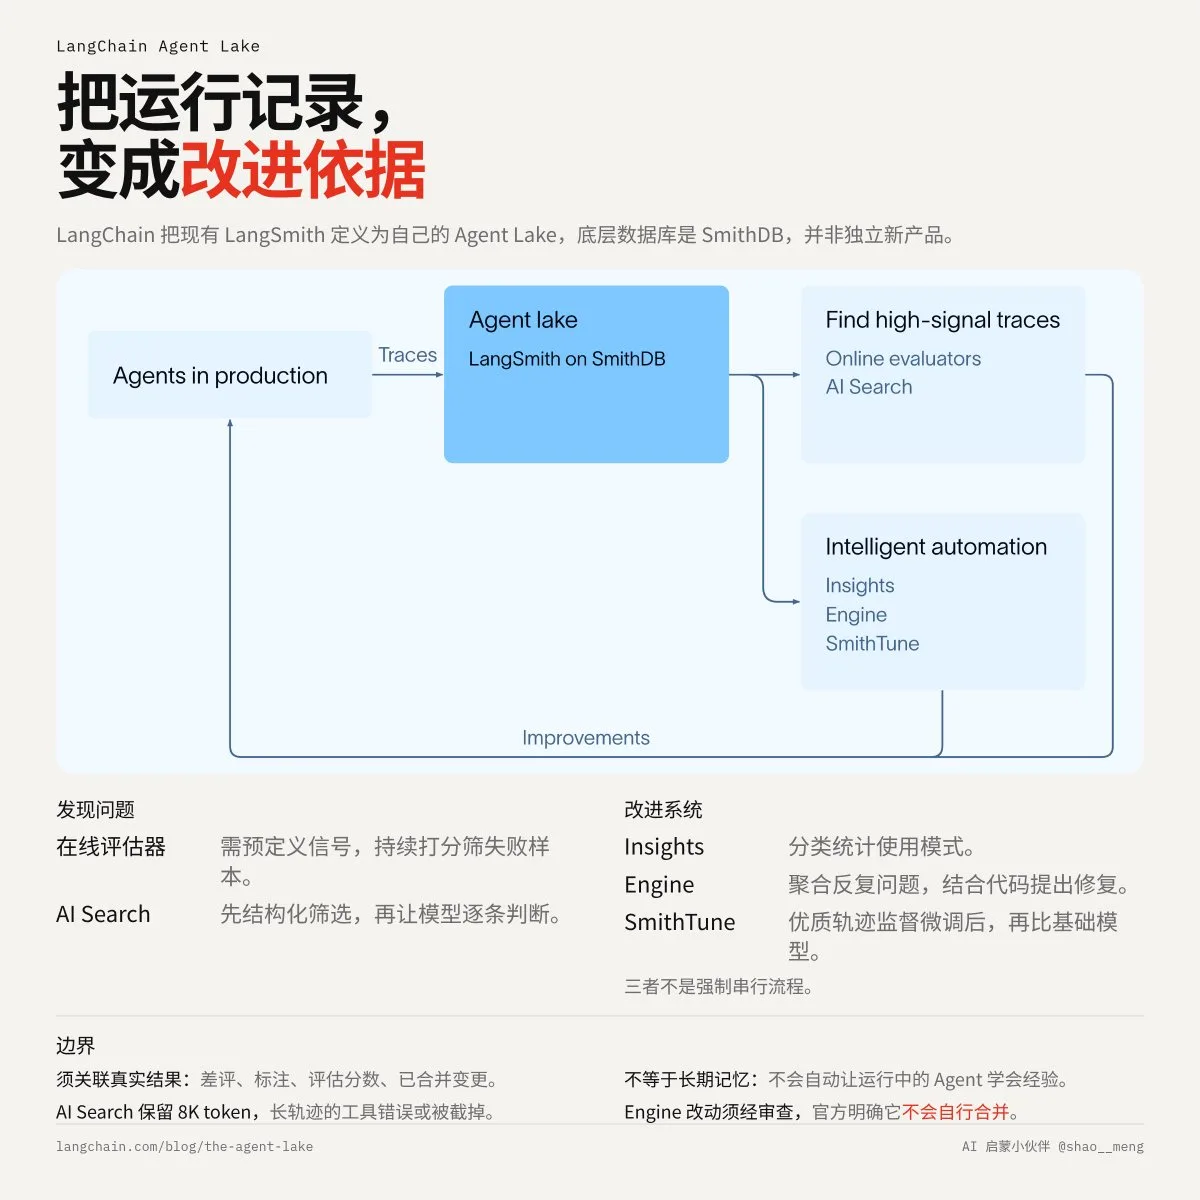 LangChain Agent Lake
把运行记录，
变成改进依据
LangChain 把现有 LangSmith 定义为自己的 Agent Lake，底层数据库是 SmithDB，并非独立新产品。
Agents in production
Traces
Agent lake
LangSmith on SmithDB
Find high-signal traces
Online evaluators
AI Search
Intelligent automation
Insights
Engine
SmithTune
Improvements
发现问题
在线评估器 需预定义信号，持续打分筛失败样
本。
AI Search 先结构化筛选，再让模型逐条判断。
改进系统
Insights 分类统计使用模式。
Engine 聚合反复问题，结合代码提出修复。
SmithTune 优质轨迹监督微调后，再比基础模
型。
三者不是强制串行流程。
边界
须关联真实结果：差评、标注、评估分数、已合并变更。
AI Search 保留 8K token，长轨迹的工具错误或被截掉。
不等于长期记忆：不会自动让运行中的 Agent 学会经验。
Engine 改动须经审查，官方明确它不会自行合并。
langchain.com/blog/the-agent-lake
AI 启蒙小伙伴 @shao__meng